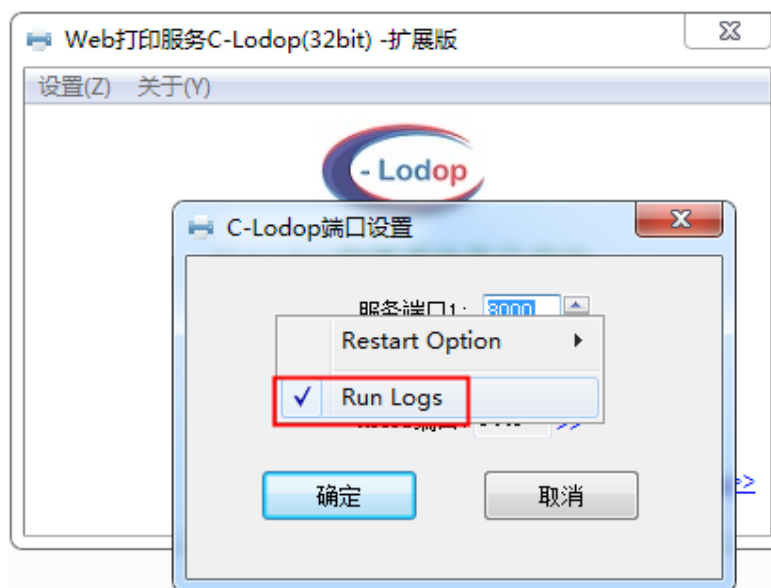 Web打印服务C-Lodop(32bit) -扩展版
设置(Z) 关于(Y)
- Lodop
C-Lodop端口设置
服务端口1: 8000
Restart Option
Run Logs
>>
确定 取消
>>